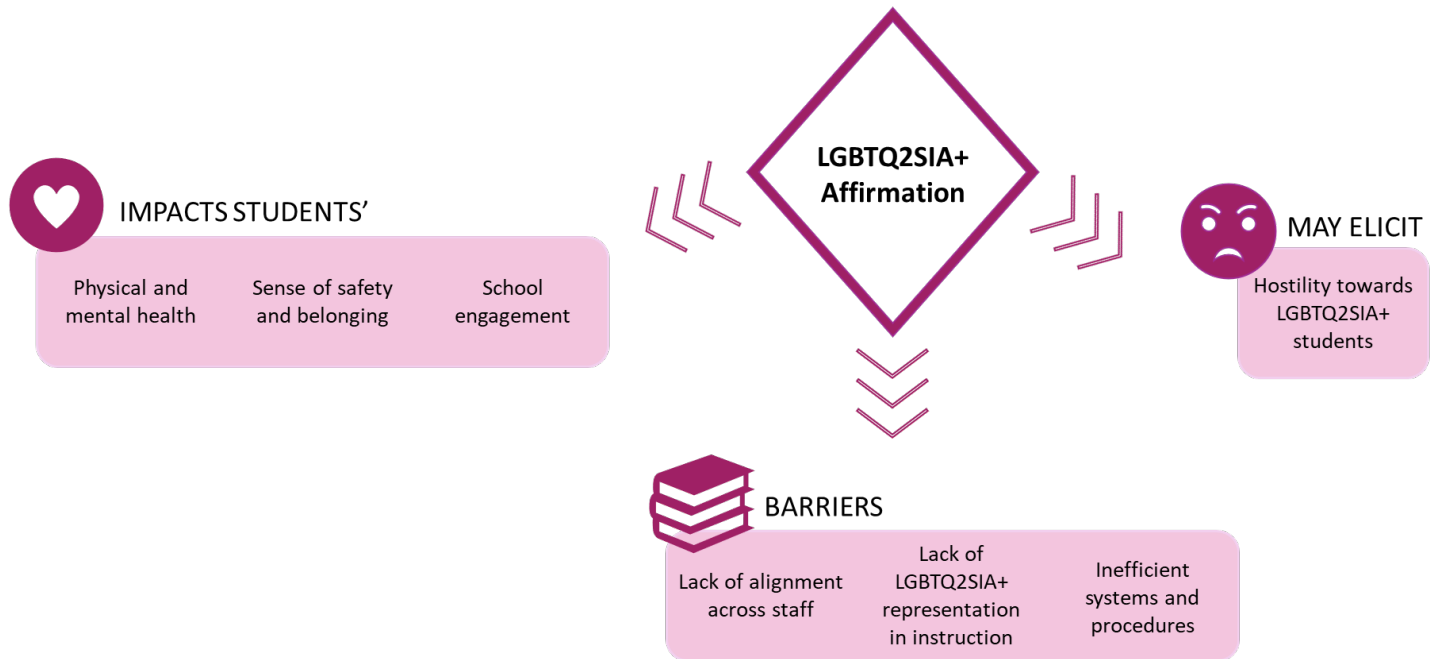 LGBTQ2SIA+
Affirmation
IMPACTS STUDENTS’
Physical and
mental health
Sense of safety
and belonging
School
engagement
MAY ELICIT
Hostility towards
LGBTQ2SIA+
students
BARRIERS
Lack of alignment
across staff
Lack of
LGBTQ2SIA+
representation
in instruction
Inefficient
systems and
procedures